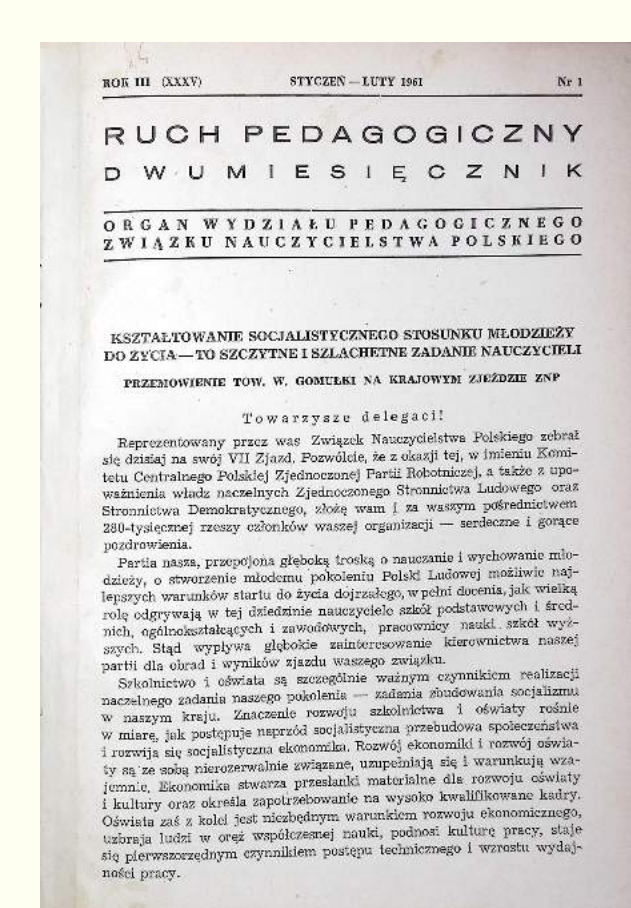 ROK III (XXXV) STYCZEŃ — LUTY 1961 Nr 1
RUCH PEDAGOGICZNY
DWUMIESIĘCZNIK
ORGAN WYDZIAŁU PEDAGOGICZNEGO
ZWIĄZKU NAUCZYCIELSTWA POLSKIEGO
KSZTAŁTOWANIE SOCJALISTYCZNEGO STOSUNKU MŁODZIEŻY
DO ŻYCIA — TO SZCZYTNE I SZLACHETNE ZADANIE NAUCZYCIELI
PRZEMOWIENIE TOW. W. GOMUŁKI NA KRAJOWYM ZJEŹDZIE ZNP
Towarzysze delegaci!
Reprezentowany przez was Związek Nauczycielstwa Polskiego zebrał
się dzisiaj na swój VII Zjazd. Pozwólcie, że z okazji tej, w imieniu Komi-
tetu Centralnego Polskiej Zjednoczonej Partii Robotniczej, a także z upo-
ważnienia władz naczelnych Zjednoczonego Stronnictwa Ludowego oraz
Stronnictwa Demokratycznego, złożę wam i za waszym pośrednictwem
280-tysięcznej rzeszy członków waszej organizacji — serdeczne i gorące
pozdrowienia.
Partia nasza, przepojona głęboką troską o nauczanie i wychowanie mło-
dzieży, o stworzenie młodemu pokoleniu Polski Ludowej możliwie naj-
lepszych warunków startu do życia dojrzałego, w pełni docenia, jak wielką
rolę odgrywają w tej dziedzinie nauczyciele szkół podstawowych i śred-
nich, ogólnokształcących i zawodowych, pracownicy nauki szkół wyż-
szych. Stąd wypływa głębokie zainteresowanie kierownictwa naszej
partii dla obrad i wyników zjazdu waszego związku.
Szkolnictwo i oświata są szczególnie ważnym czynnikiem realizacji
naczelnego zadania naszego pokolenia — zadania zbudowania socjalizmu
w naszym kraju. Znaczenie rozwoju szkolnictwa i oświaty rośnie
w miarę, jak postępuje naprzód socjalistyczna przebudowa społeczeństwa
i rozwija się socjalistyczna ekonomika. Rozwój ekonomiki i rozwój oświa-
ty są ze sobą nierozerwalnie związane, uzupełniają się i warunkują wza-
jemnie. Ekonomika stwarza przesłanki materialne dla rozwoju oświaty
i kultury oraz określa zapotrzebowanie na wysoko kwalifikowane kadry.
Oświata zaś z kolei jest niezbędnym warunkiem rozwoju ekonomicznego,
uzbraja ludzi w oręż współczesnej nauki, podnosi kulturę pracy, staje
się pierwszorzędnym czynnikiem postępu technicznego i wzrostu wydaj-
ności pracy.